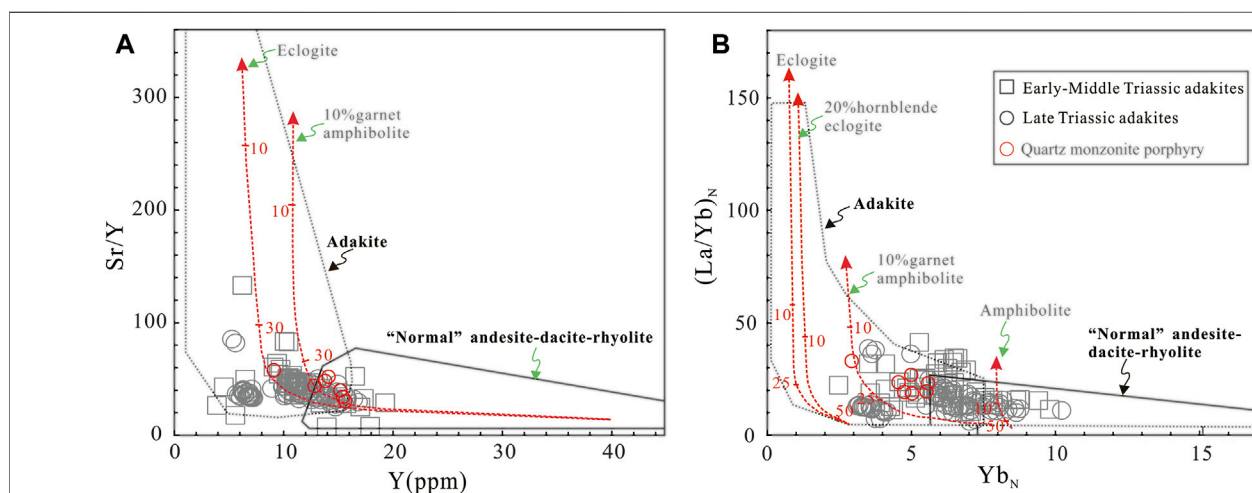 A
Sr/Y
360
300
200
160
80
0
0
10
20
30
40
Y(ppm)
Eclogite
10%garnet
amphibolite
Adakite
"Normal" andesite-dacite-rhyolite
10
10
30
30
B
(La/Yb)N
150
100
50
0
0
5
10
15
YbN
Eclogite
20%hornblende
eclogite
Adakite
10%garnet
amphibolite
Amphibolite
"Normal" andesite-
dacite-rhyolite
10
10
10
25
50
10
50
Early-Middle Triassic adakites
Late Triassic adakites
Quartz monzonite porphyry